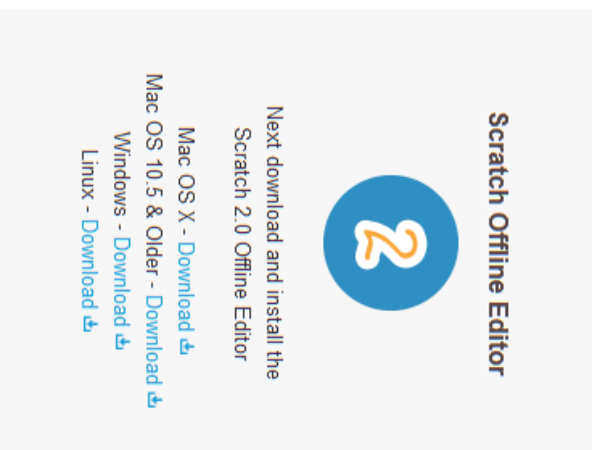 Scratch Offline Editor
2
Next download and install the
Scratch 2.0 Offline Editor
Mac OS X - Download
Mac OS 10.5 & Older - Download
Windows - Download
Linux - Download